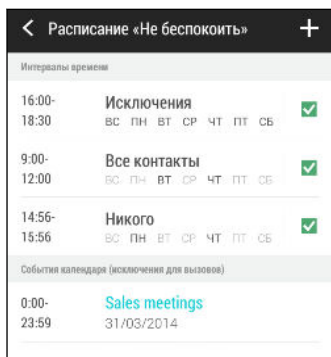 Расписание «Не беспокоить»
Интервалы времени
16:00-
18:30
Исключения
ВС ПН ВТ СР ЧТ ПТ СБ
9:00-
12:00
Все контакты
ВС ПН ВТ СР ЧТ ПТ СБ
14:56-
15:56
Никого
ВС ПН ВТ СР ЧТ ПТ СБ
События календаря (исключения для вызовов)
0:00-
23:59
Sales meetings
31/03/2014